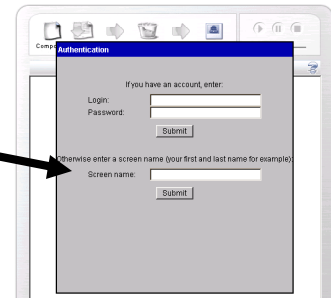 Compo
Authentication
If you have an account, enter:
Login:
Password:
Submit
Otherwise enter a screen name (your first and last name for example):
Screen name:
Submit